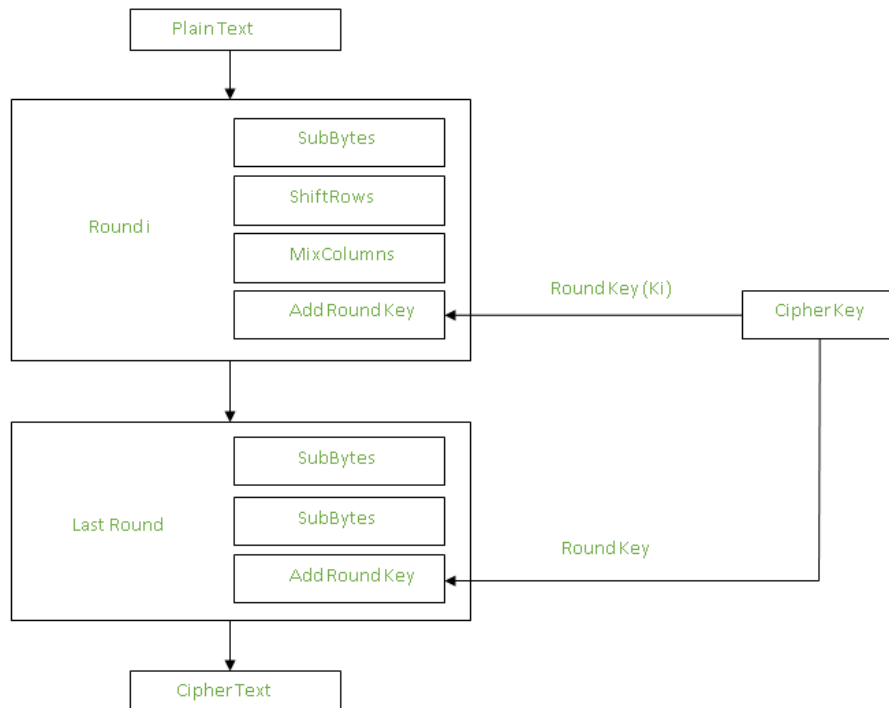 Plain Text
SubBytes
ShiftRows
Round i
MixColumns
Round Key (Ki)
Add Round Key
Cipher Key
SubBytes
Last Round
SubBytes
Round Key
Add Round Key
Cipher Text